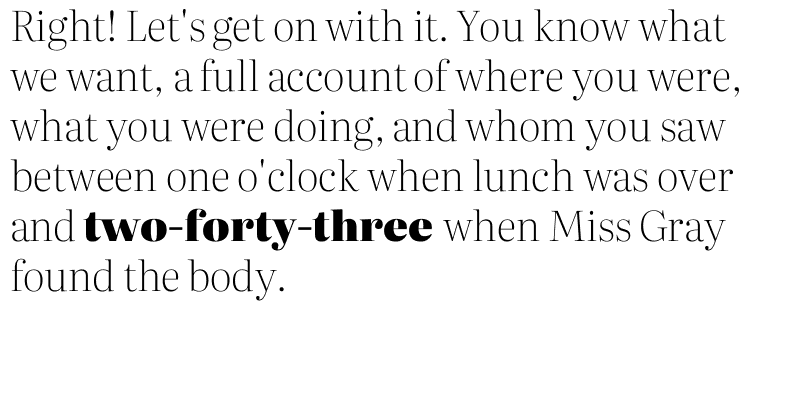 Right! Let's get on with it. You know what
we want, a full account of where you were,
what you were doing, and whom you saw
between one o'clock when lunch was over
and two-forty-three when Miss Gray
found the body.